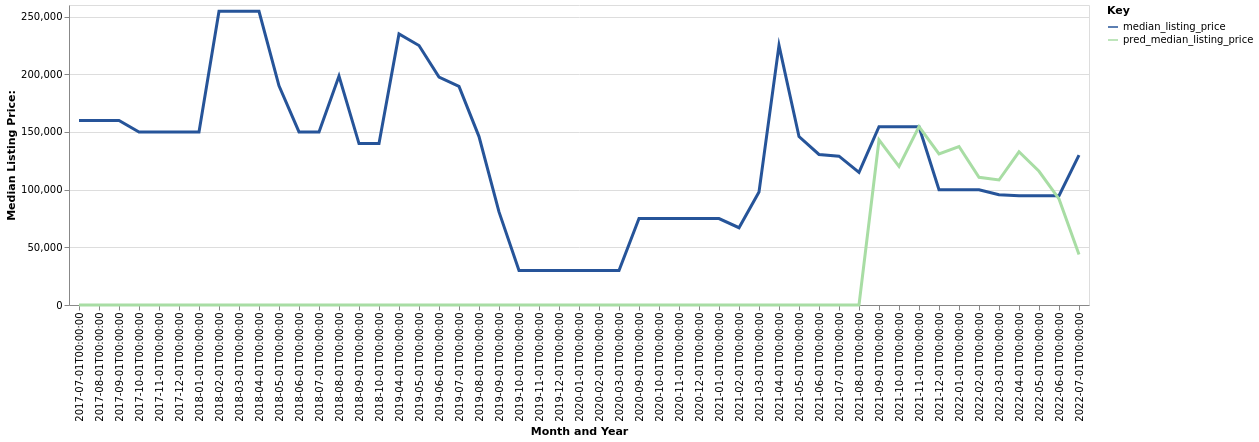 Key
median_listing_price
pred_median_listing_price
Median Listing Price:
250,000
200,000
150,000
100,000
50,000
0
2017-07-01T00:00:00
2017-08-01T00:00:00
2017-09-01T00:00:00
2017-10-01T00:00:00
2017-11-01T00:00:00
2017-12-01T00:00:00
2018-01-01T00:00:00
2018-02-01T00:00:00
2018-03-01T00:00:00
2018-04-01T00:00:00
2018-05-01T00:00:00
2018-06-01T00:00:00
2018-07-01T00:00:00
2018-08-01T00:00:00
2018-09-01T00:00:00
2018-10-01T00:00:00
2019-04-01T00:00:00
2019-05-01T00:00:00
2019-06-01T00:00:00
2019-07-01T00:00:00
2019-08-01T00:00:00
2019-09-01T00:00:00
2019-10-01T00:00:00
2019-11-01T00:00:00
2019-12-01T00:00:00
2020-01-01T00:00:00
2020-02-01T00:00:00
2020-03-01T00:00:00
2020-09-01T00:00:00
2020-10-01T00:00:00
2020-11-01T00:00:00
2020-12-01T00:00:00
2021-01-01T00:00:00
2021-02-01T00:00:00
2021-03-01T00:00:00
2021-04-01T00:00:00
2021-05-01T00:00:00
2021-06-01T00:00:00
2021-07-01T00:00:00
2021-08-01T00:00:00
2021-09-01T00:00:00
2021-10-01T00:00:00
2021-11-01T00:00:00
2021-12-01T00:00:00
2022-01-01T00:00:00
2022-02-01T00:00:00
2022-03-01T00:00:00
2022-04-01T00:00:00
2022-05-01T00:00:00
2022-06-01T00:00:00
2022-07-01T00:00:00
Month and Year